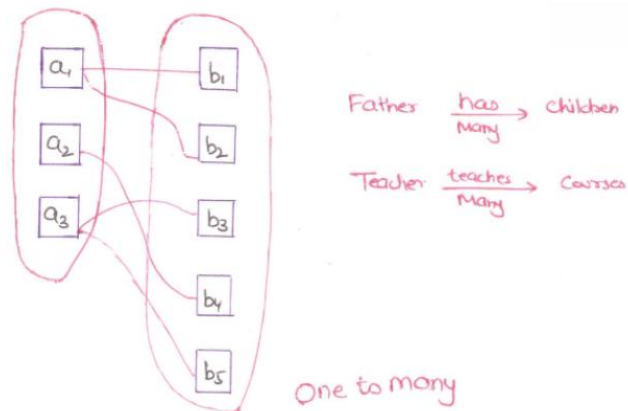 a1
b1
a2
b2
a3
b3
b4
b5
Father has Many children
Teacher teaches Many Courses
One to many